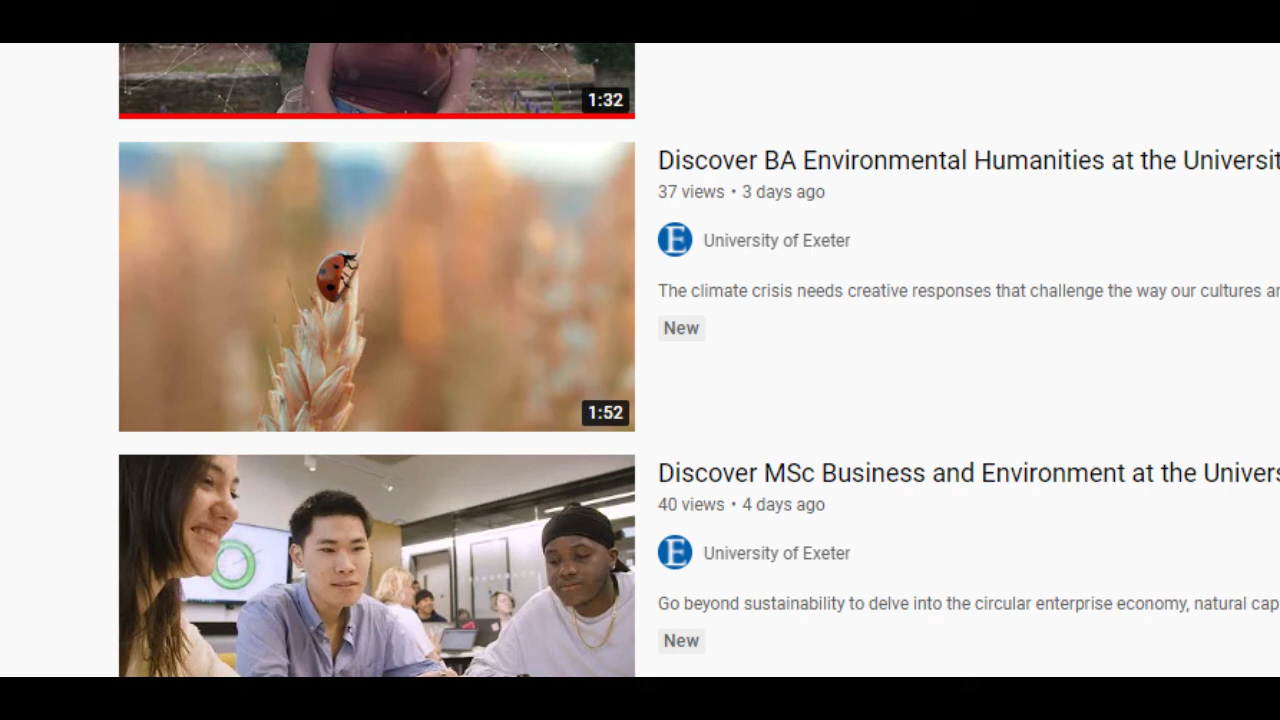 1:32
Discover BA Environmental Humanities at the Universit
37 views • 3 days ago
E University of Exeter
The climate crisis needs creative responses that challenge the way our cultures ar
New
1:52
Discover MSc Business and Environment at the Univers
40 views • 4 days ago
E University of Exeter
Go beyond sustainability to delve into the circular enterprise economy, natural cap
New